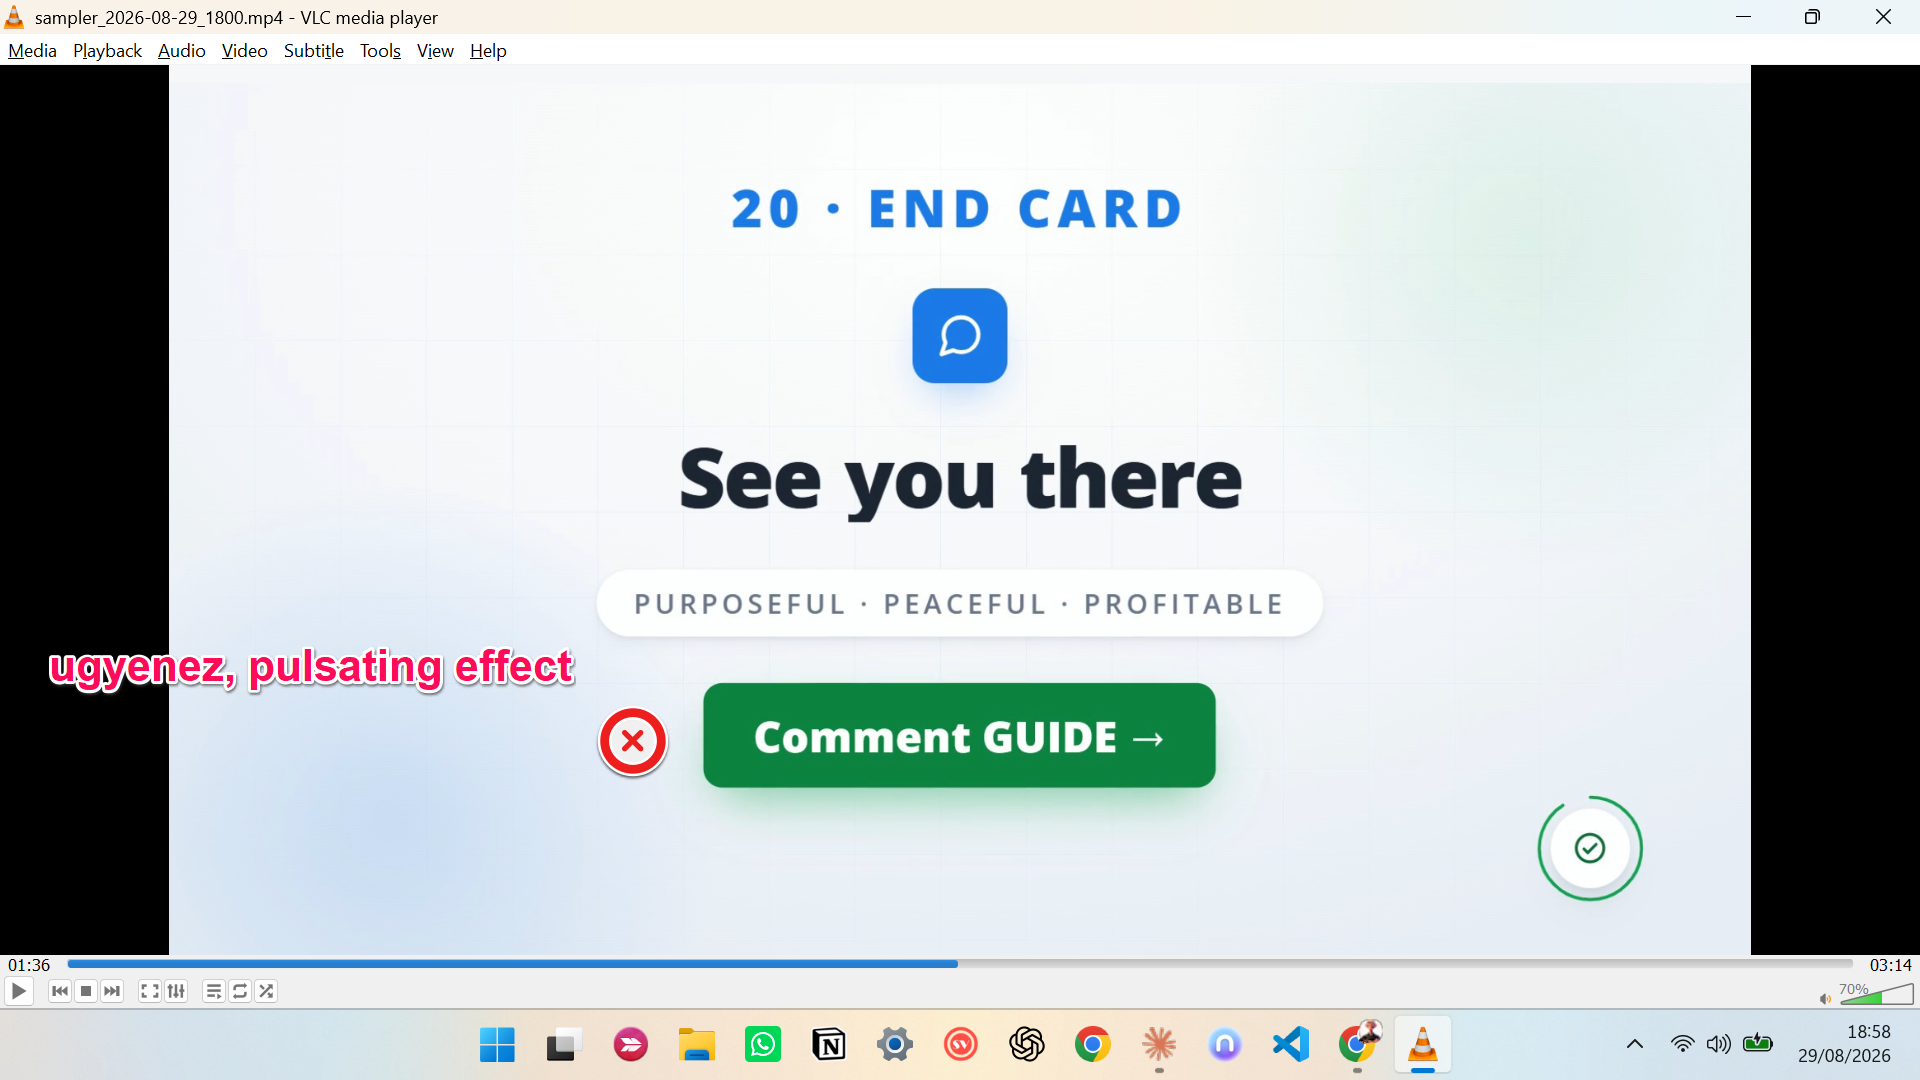 sampler_2026-08-29_1800.mp4 - VLC media player
Media Playback Audio Video Subtitle Tools View Help
20 · END CARD
See you there
PURPOSEFUL · PEACEFUL · PROFITABLE
ugyenez, pulsating effect
Comment GUIDE →
01:36
03:14
70%
18:58
29/08/2026